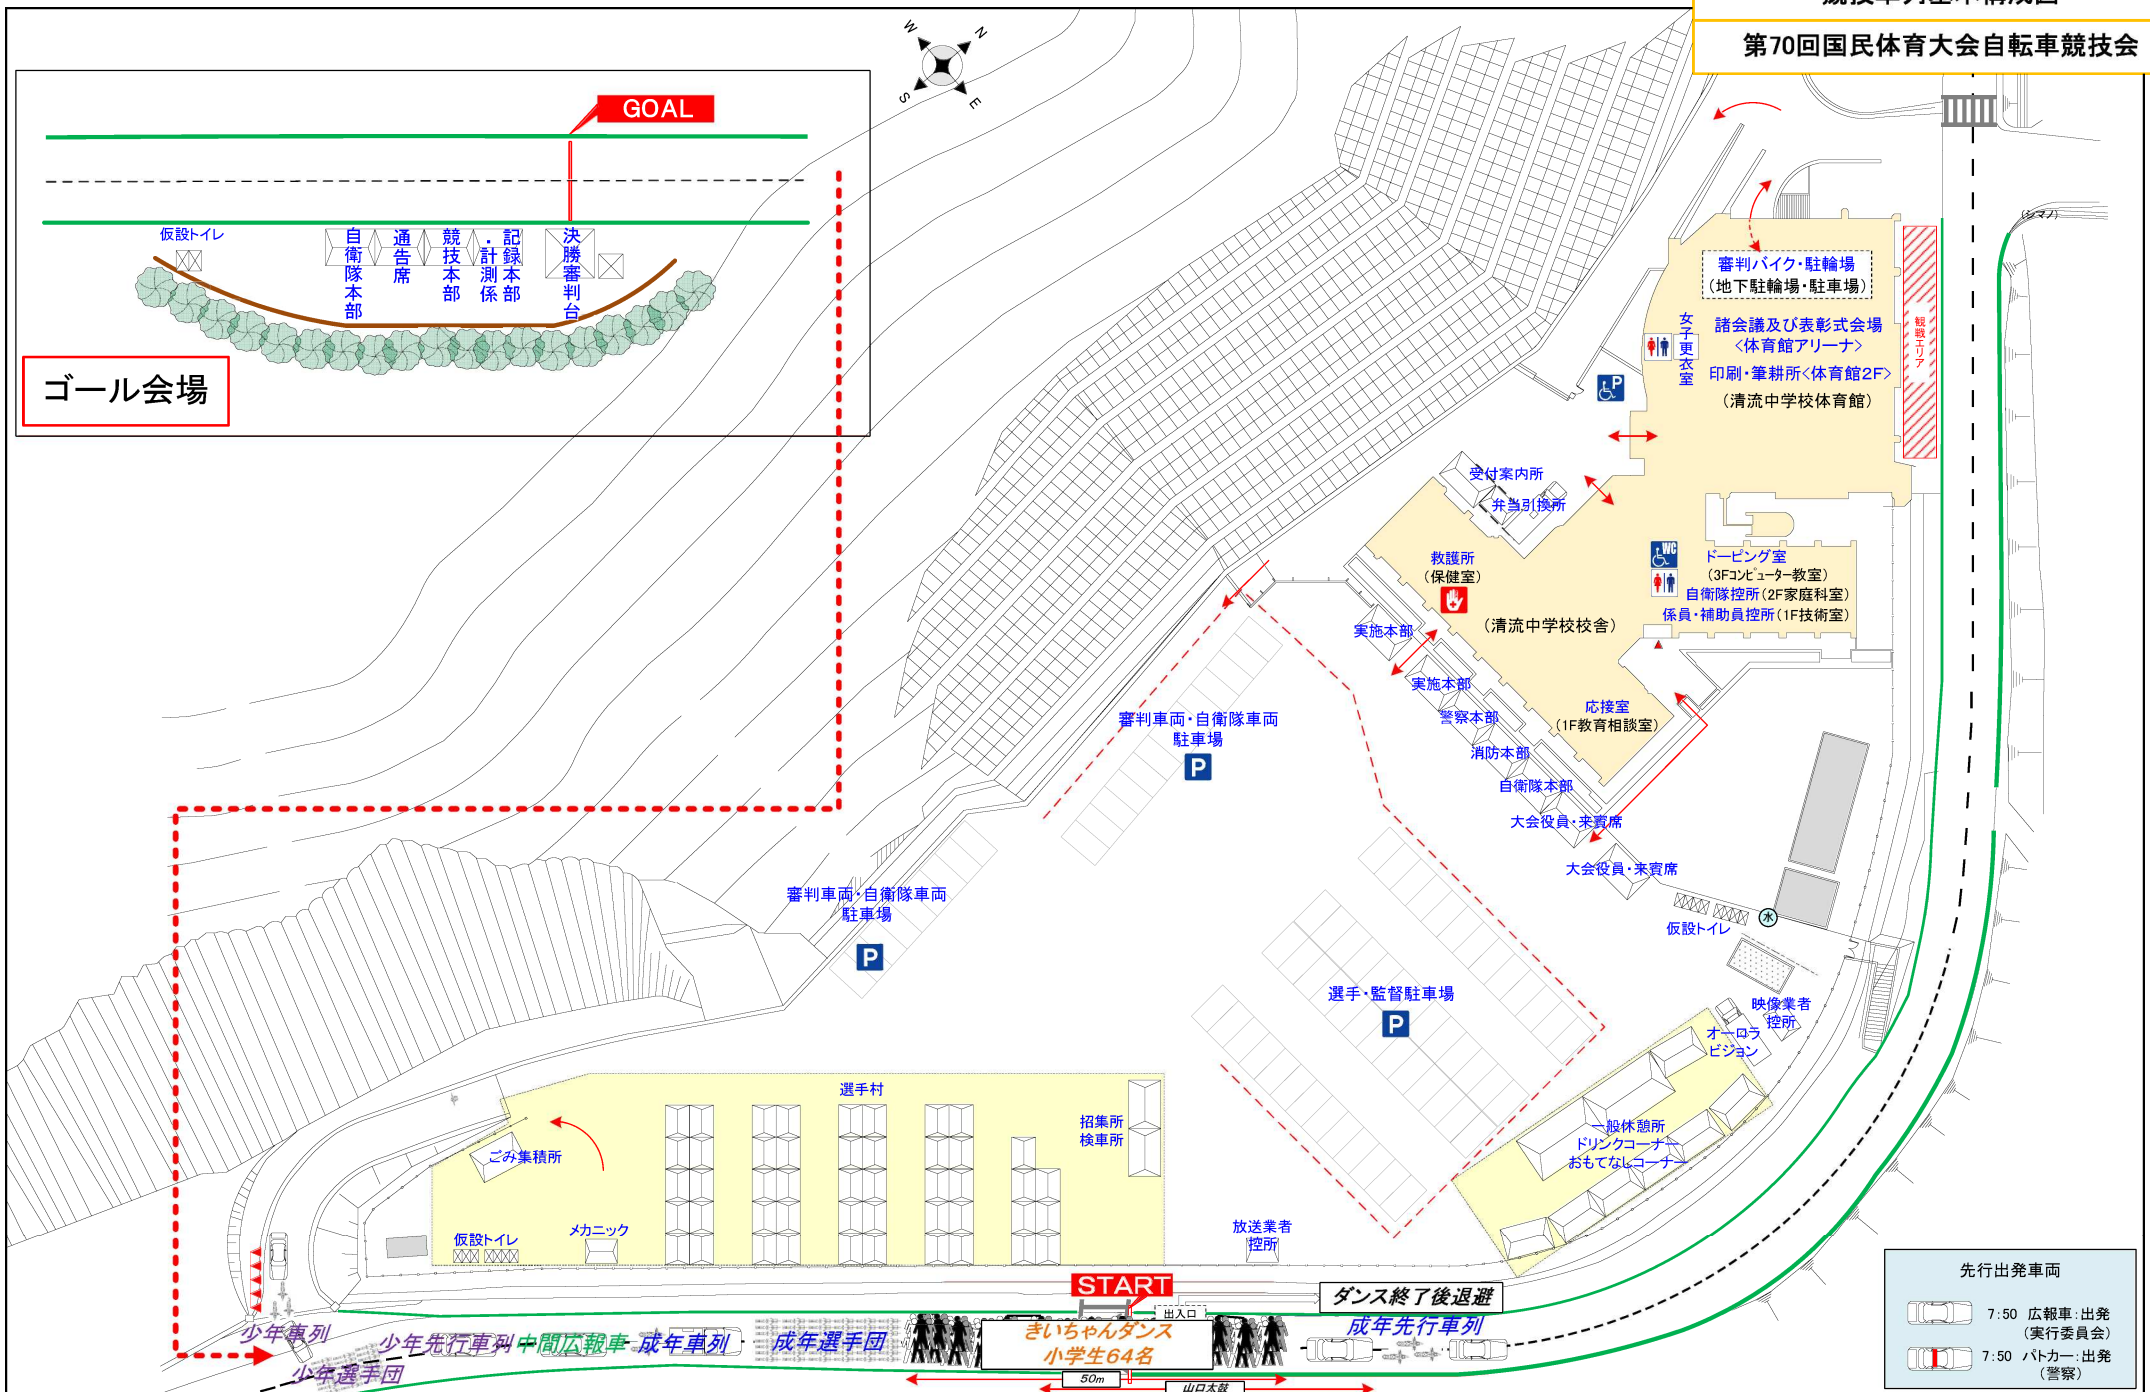 第70回国民体育大会自転車競技会
W
N
S
E
GOAL
仮設トイレ
自衛隊本部
通告席
競技本部
記録本部
・計測係
決勝審判台
ゴール会場
(シマノ)
審判バイク・駐輪場
(地下駐輪場・駐車場)
女子更衣室
諸会議及び表彰式会場
<体育館アリーナ>
印刷・筆耕所<体育館2F>
(清流中学校体育館)
観戦エリア
P
受付案内所
弁当引換所
救護所
(保健室)
WC
ドーピング室
(3Fコンピューター教室)
自衛隊控所(2F家庭科室)
係員・補助員控所(1F技術室)
(清流中学校校舎)
実施本部
実施本部
警察本部
消防本部
自衛隊本部
大会役員・来賓席
大会役員・来賓席
応接室
(1F教育相談室)
審判車両・自衛隊車両
駐車場
P
審判車両・自衛隊車両
駐車場
P
仮設トイレ
水
選手・監督駐車場
P
映像業者
控所
オーロラ
ビジョン
一般休憩所
ドリンクコーナー
おもてなしコーナー
選手村
招集所
検車所
ごみ集積所
仮設トイレ
メカニック
放送業者
控所
START
出入口
ダンス終了後退避
少年車列
少年選手団
少年先行車列
中間広報車
成年車列
成年選手団
きいちゃんダンス
小学生64名
成年先行車列
50m
山口太鼓
先行出発車両
7:50 広報車:出発
(実行委員会)
7:50 パトカー:出発
(警察)